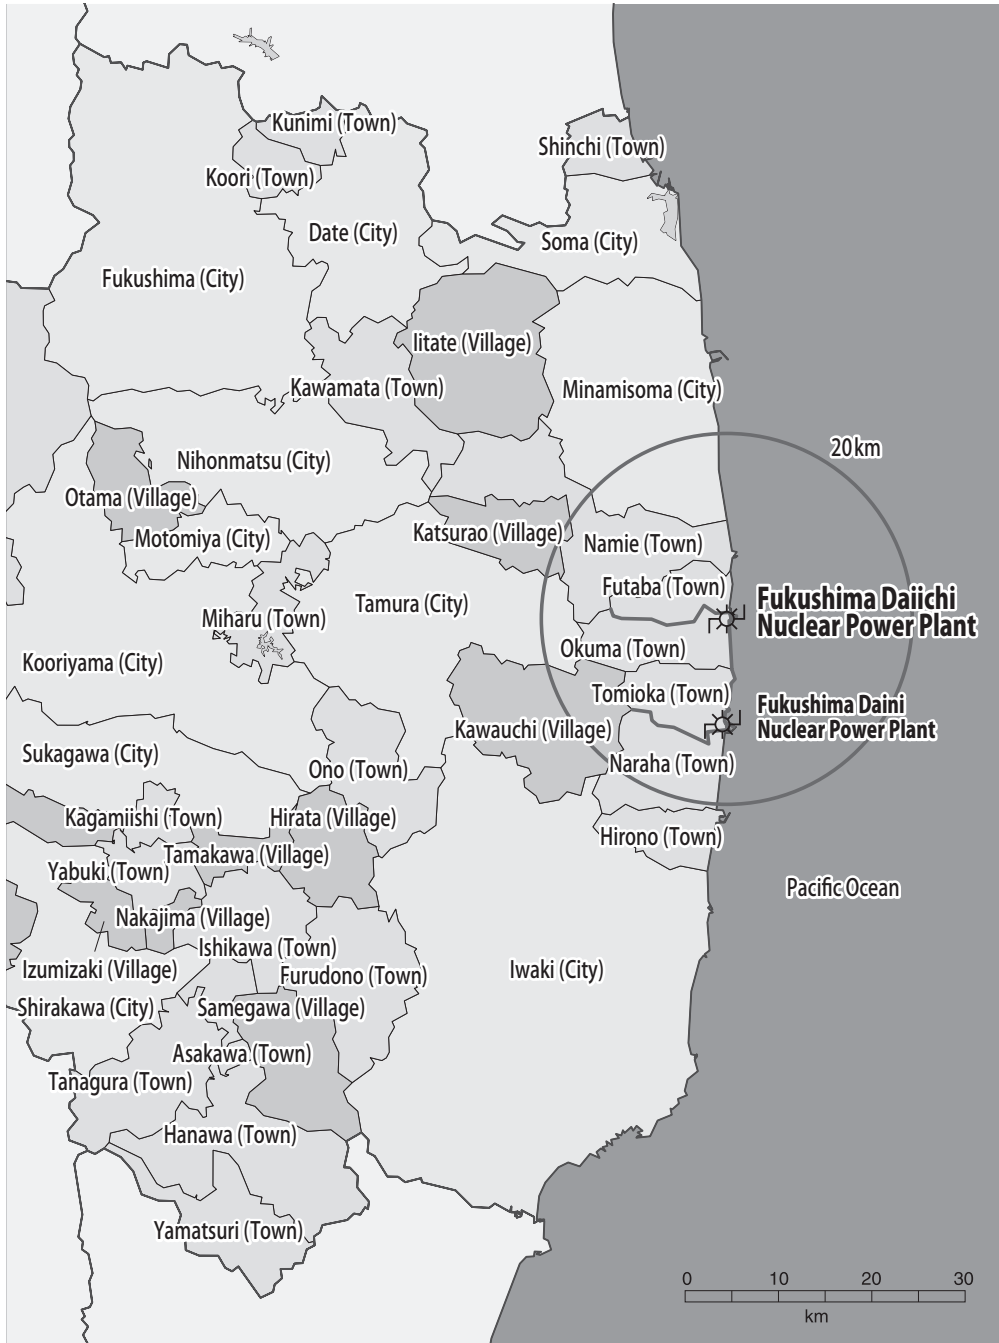 Kunimi (Town)
Shinchi (Town)
Koori (Town)
Date (City)
Soma (City)
Fukushima (City)
Iitate (Village)
Kawamata (Town)
Minamisoma (City)
20 km
Nihonmatsu (City)
Otama (Village)
Motomiya (City)
Katsurao (Village)
Namie (Town)
Futaba (Town)
Fukushima Daiichi
Nuclear Power Plant
Tamura (City)
Miharu (Town)
Okuma (Town)
Kooriyama (City)
Tomioka (Town)
Fukushima Daini
Nuclear Power Plant
Kawauchi (Village)
Sukagawa (City)
Ono (Town)
Naraha (Town)
Kagamiishi (Town)
Hirata (Village)
Hirono (Town)
Tamakawa (Village)
Yabuki (Town)
Pacific Ocean
Nakajima (Village)
Ishikawa (Town)
Izumizaki (Village)
Furudono (Town)
Iwaki (City)
Shirakawa (City)
Samegawa (Village)
Asakawa (Town)
Tanagura (Town)
Hanawa (Town)
Yamatsuri (Town)
0 10 20 30
km